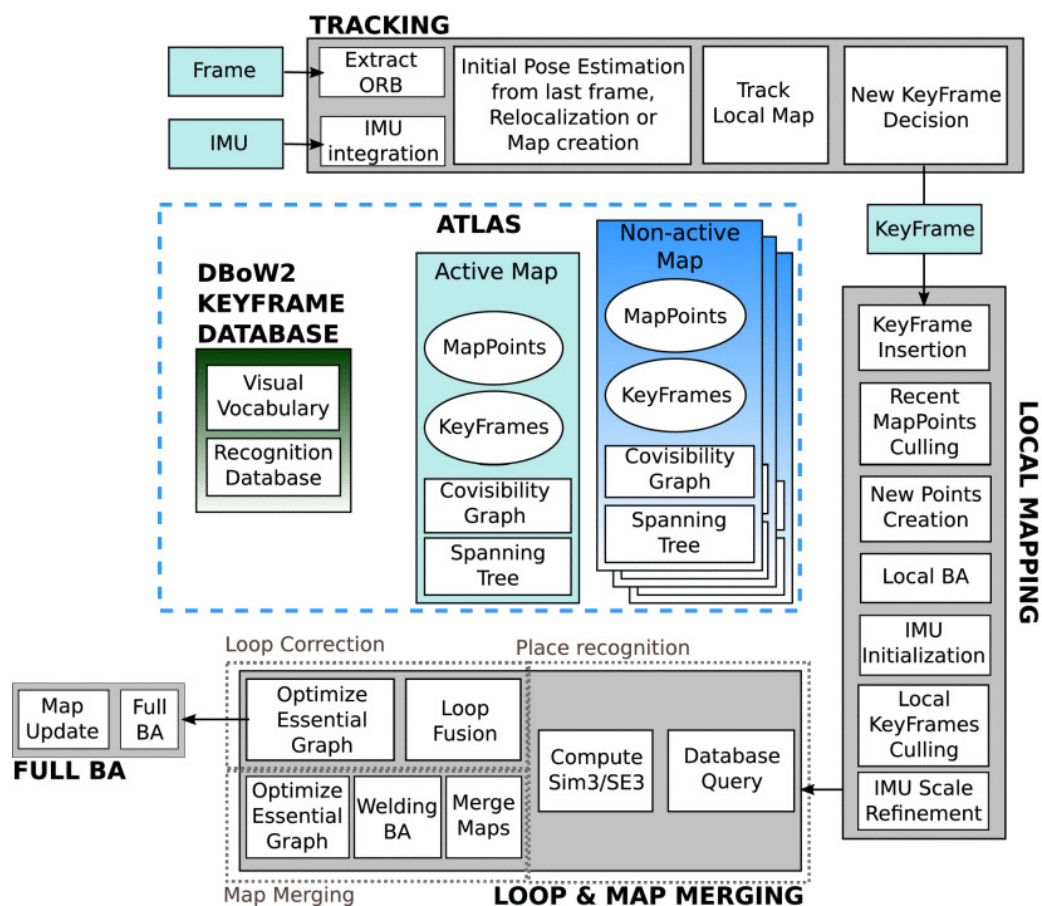 TRACKING
Frame
IMU
Extract
ORB
IMU
integration
Initial Pose Estimation
from last frame,
Relocalization or
Map creation
Track
Local Map
New KeyFrame
Decision
KeyFrame
ATLAS
DBoW2
KEYFRAME
DATABASE
Visual
Vocabulary
Recognition
Database
Active Map
MapPoints
KeyFrames
Covisibility
Graph
Spanning
Tree
Non-active
Map
MapPoints
KeyFrames
Covisibility
Graph
Spanning
Tree
LOCAL MAPPING
KeyFrame
Insertion
Recent
MapPoints
Culling
New Points
Creation
Local BA
IMU
Initialization
Local
KeyFrames
Culling
IMU Scale
Refinement
Loop Correction
Place recognition
Optimize
Essential
Graph
Loop
Fusion
Compute
Sim3/SE3
Database
Query
Map
Update
Full
BA
FULL BA
Optimize
Essential
Graph
Welding
BA
Merge
Maps
Map Merging
LOOP & MAP MERGING